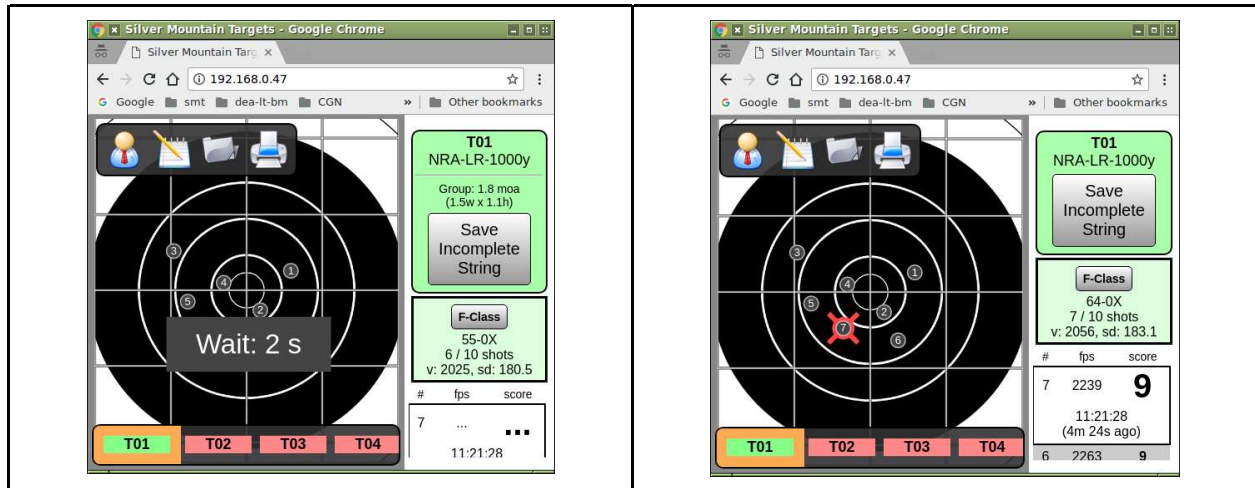 Silver Mountain Targets - Google Chrome
Silver Mountain Targ
192.168.0.47
Google smt dea-lt-bm CGN » Other bookmarks
T01
NRA-LR-1000y
Group: 1.8 moa
(1.5w x 1.1h)
Save
Incomplete
String
3
1
4
5
2
Wait: 2 s
F-Class
55-0X
6 / 10 shots
v: 2025, sd: 180.5
# fps score
7 ... ...
11:21:28
T01 T02 T03 T04
Silver Mountain Targets - Google Chrome
Silver Mountain Targ
192.168.0.47
Google smt dea-lt-bm CGN » Other bookmarks
T01
NRA-LR-1000y
Save
Incomplete
String
3
1
4
5
2
7
6
F-Class
64-0X
7 / 10 shots
v: 2056, sd: 183.1
# fps score
7 2239 9
11:21:28
(4m 24s ago)
6 2263 9
T01 T02 T03 T04